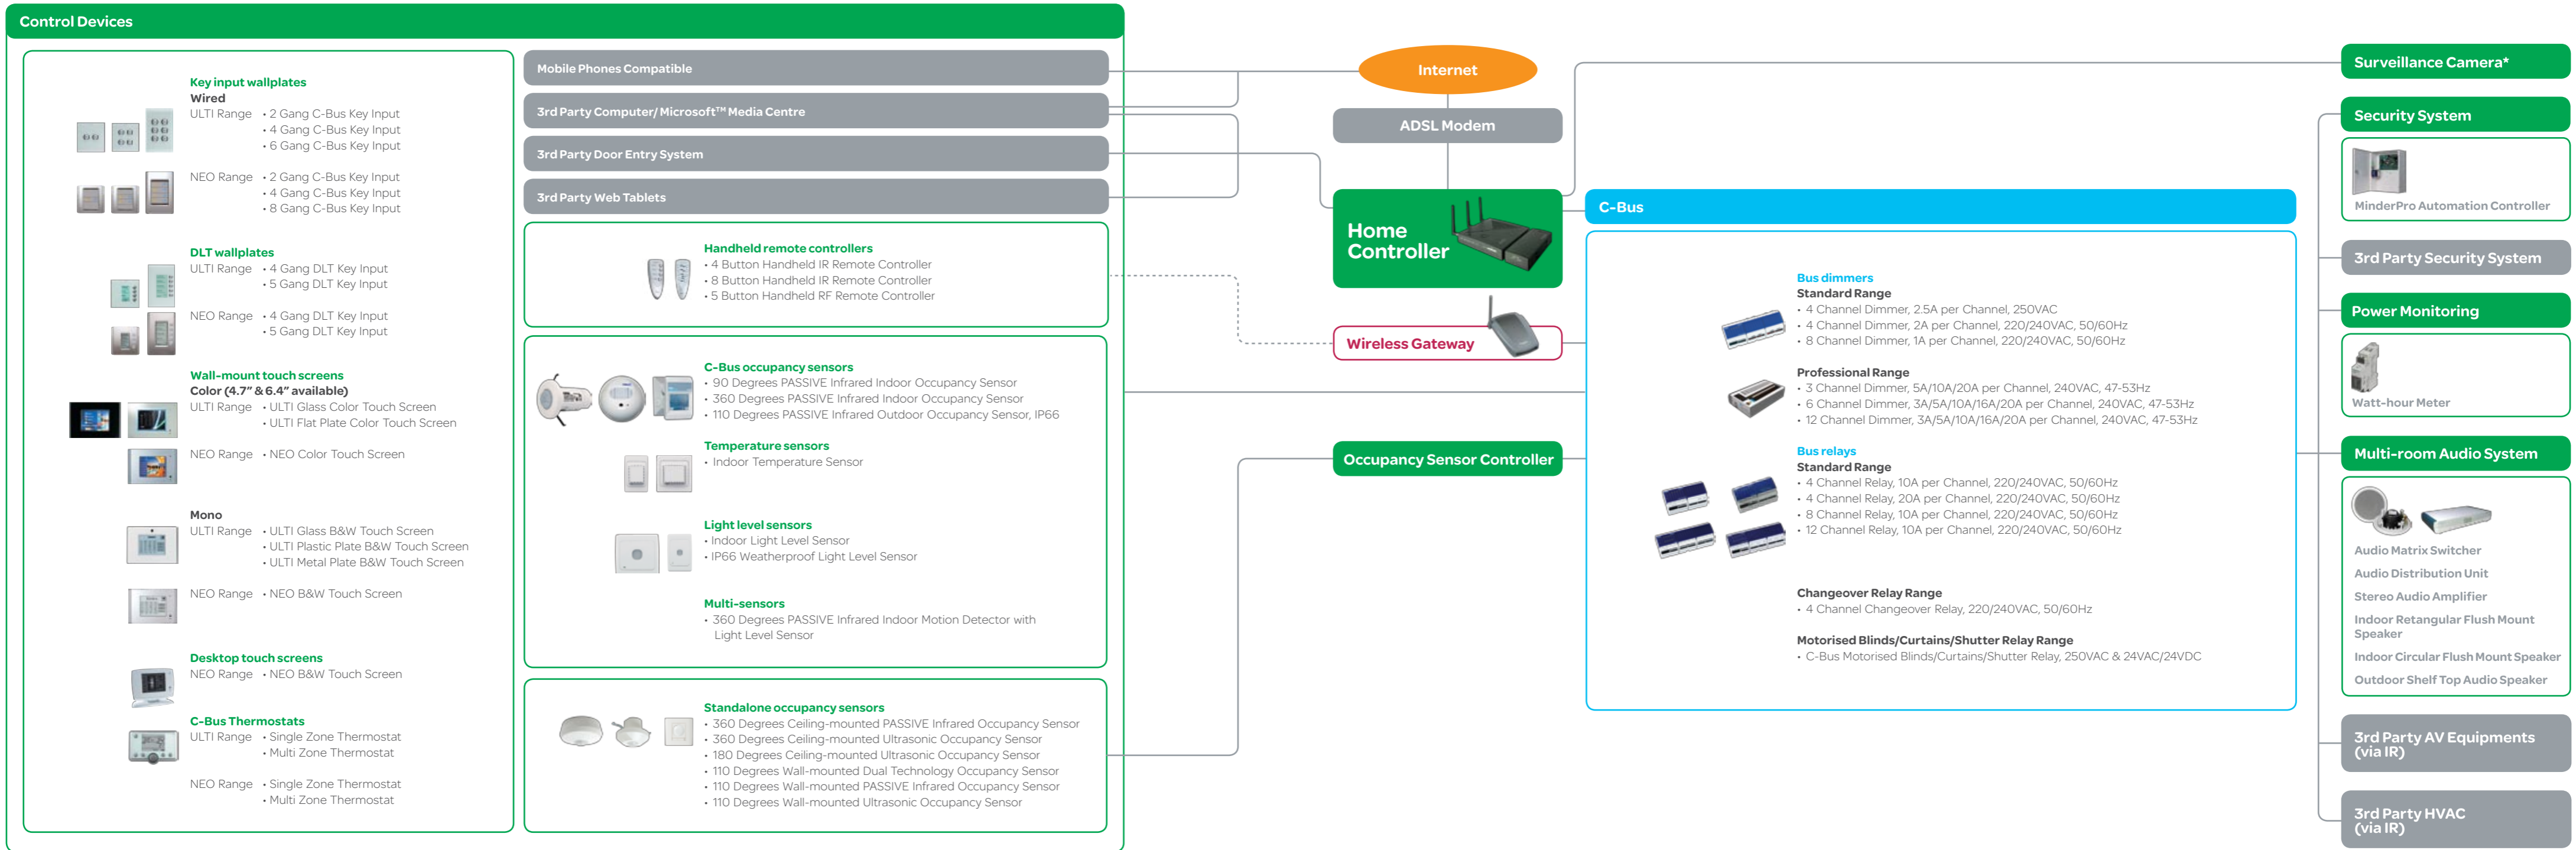 Control Devices
Key input wallplates
Wired
ULTI Range • 2 Gang C-Bus Key Input
• 4 Gang C-Bus Key Input
• 6 Gang C-Bus Key Input
NEO Range • 2 Gang C-Bus Key Input
• 4 Gang C-Bus Key Input
• 8 Gang C-Bus Key Input
DLT wallplates
ULTI Range • 4 Gang DLT Key Input
• 5 Gang DLT Key Input
NEO Range • 4 Gang DLT Key Input
• 5 Gang DLT Key Input
Wall-mount touch screens
Color (4.7” & 6.4” available)
ULTI Range • ULTI Glass Color Touch Screen
• ULTI Flat Plate Color Touch Screen
NEO Range • NEO Color Touch Screen
Mono
ULTI Range • ULTI Glass B&W Touch Screen
• ULTI Plastic Plate B&W Touch Screen
• ULTI Metal Plate B&W Touch Screen
NEO Range • NEO B&W Touch Screen
Desktop touch screens
NEO Range • NEO B&W Touch Screen
C-Bus Thermostats
ULTI Range • Single Zone Thermostat
• Multi Zone Thermostat
NEO Range • Single Zone Thermostat
• Multi Zone Thermostat
Mobile Phones Compatible
3rd Party Computer/ Microsoft™ Media Centre
3rd Party Door Entry System
3rd Party Web Tablets
Handheld remote controllers
• 4 Button Handheld IR Remote Controller
• 8 Button Handheld IR Remote Controller
• 5 Button Handheld RF Remote Controller
C-Bus occupancy sensors
• 90 Degrees PASSIVE Infrared Indoor Occupancy Sensor
• 360 Degrees PASSIVE Infrared Indoor Occupancy Sensor
• 110 Degrees PASSIVE Infrared Outdoor Occupancy Sensor, IP66
Temperature sensors
• Indoor Temperature Sensor
Light level sensors
• Indoor Light Level Sensor
• IP66 Weatherproof Light Level Sensor
Multi-sensors
• 360 Degrees PASSIVE Infrared Indoor Motion Detector with
Light Level Sensor
Standalone occupancy sensors
• 360 Degrees Ceiling-mounted PASSIVE Infrared Occupancy Sensor
• 360 Degrees Ceiling-mounted Ultrasonic Occupancy Sensor
• 180 Degrees Ceiling-mounted Ultrasonic Occupancy Sensor
• 110 Degrees Wall-mounted Dual Technology Occupancy Sensor
• 110 Degrees Wall-mounted PASSIVE Infrared Occupancy Sensor
• 110 Degrees Wall-mounted Ultrasonic Occupancy Sensor
Internet
ADSL Modem
Home
Controller
Wireless Gateway
Occupancy Sensor Controller
C-Bus
Bus dimmers
Standard Range
• 4 Channel Dimmer, 2.5A per Channel, 250VAC
• 4 Channel Dimmer, 2A per Channel, 220/240VAC, 50/60Hz
• 8 Channel Dimmer, 1A per Channel, 220/240VAC, 50/60Hz
Professional Range
• 3 Channel Dimmer, 5A/10A/20A per Channel, 240VAC, 47-53Hz
• 6 Channel Dimmer, 3A/5A/10A/16A/20A per Channel, 240VAC, 47-53Hz
• 12 Channel Dimmer, 3A/5A/10A/16A/20A per Channel, 240VAC, 47-53Hz
Bus relays
Standard Range
• 4 Channel Relay, 10A per Channel, 220/240VAC, 50/60Hz
• 4 Channel Relay, 20A per Channel, 220/240VAC, 50/60Hz
• 8 Channel Relay, 10A per Channel, 220/240VAC, 50/60Hz
• 12 Channel Relay, 10A per Channel, 220/240VAC, 50/60Hz
Changeover Relay Range
• 4 Channel Changeover Relay, 220/240VAC, 50/60Hz
Motorised Blinds/Curtains/Shutter Relay Range
• C-Bus Motorised Blinds/Curtains/Shutter Relay, 250VAC & 24VAC/24VDC
Surveillance Camera*
Security System
MinderPro Automation Controller
3rd Party Security System
Power Monitoring
Watt-hour Meter
Multi-room Audio System
Audio Matrix Switcher
Audio Distribution Unit
Stereo Audio Amplifier
Indoor Retangular Flush Mount
Speaker
Indoor Circular Flush Mount Speaker
Outdoor Shelf Top Audio Speaker
3rd Party AV Equipments
(via IR)
3rd Party HVAC
(via IR)